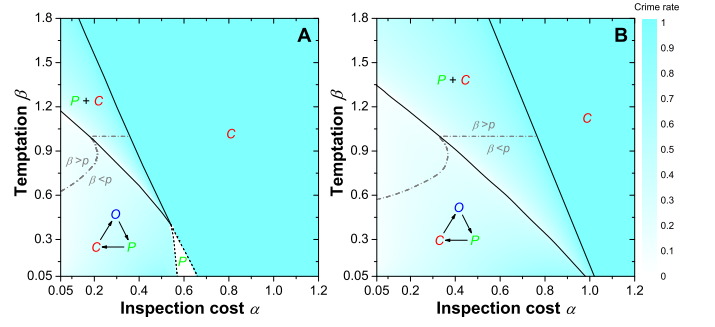 Crime rate
A
B
1.8
1.5
1.2
0.9
0.6
0.3
0.05
Temptation β
P + C
C
β>p
β<p
O
C
P
P
0.05
0.2
0.4
0.6
0.8
1.0
1.2
Inspection cost α
1.8
1.5
1.2
0.9
0.6
0.3
0.05
Temptation β
P + C
C
β>p
β<p
O
C
P
0.05
0.2
0.4
0.6
0.8
1.0
1.2
Inspection cost α
1
0.9
0.8
0.7
0.6
0.5
0.4
0.3
0.2
0.1
0